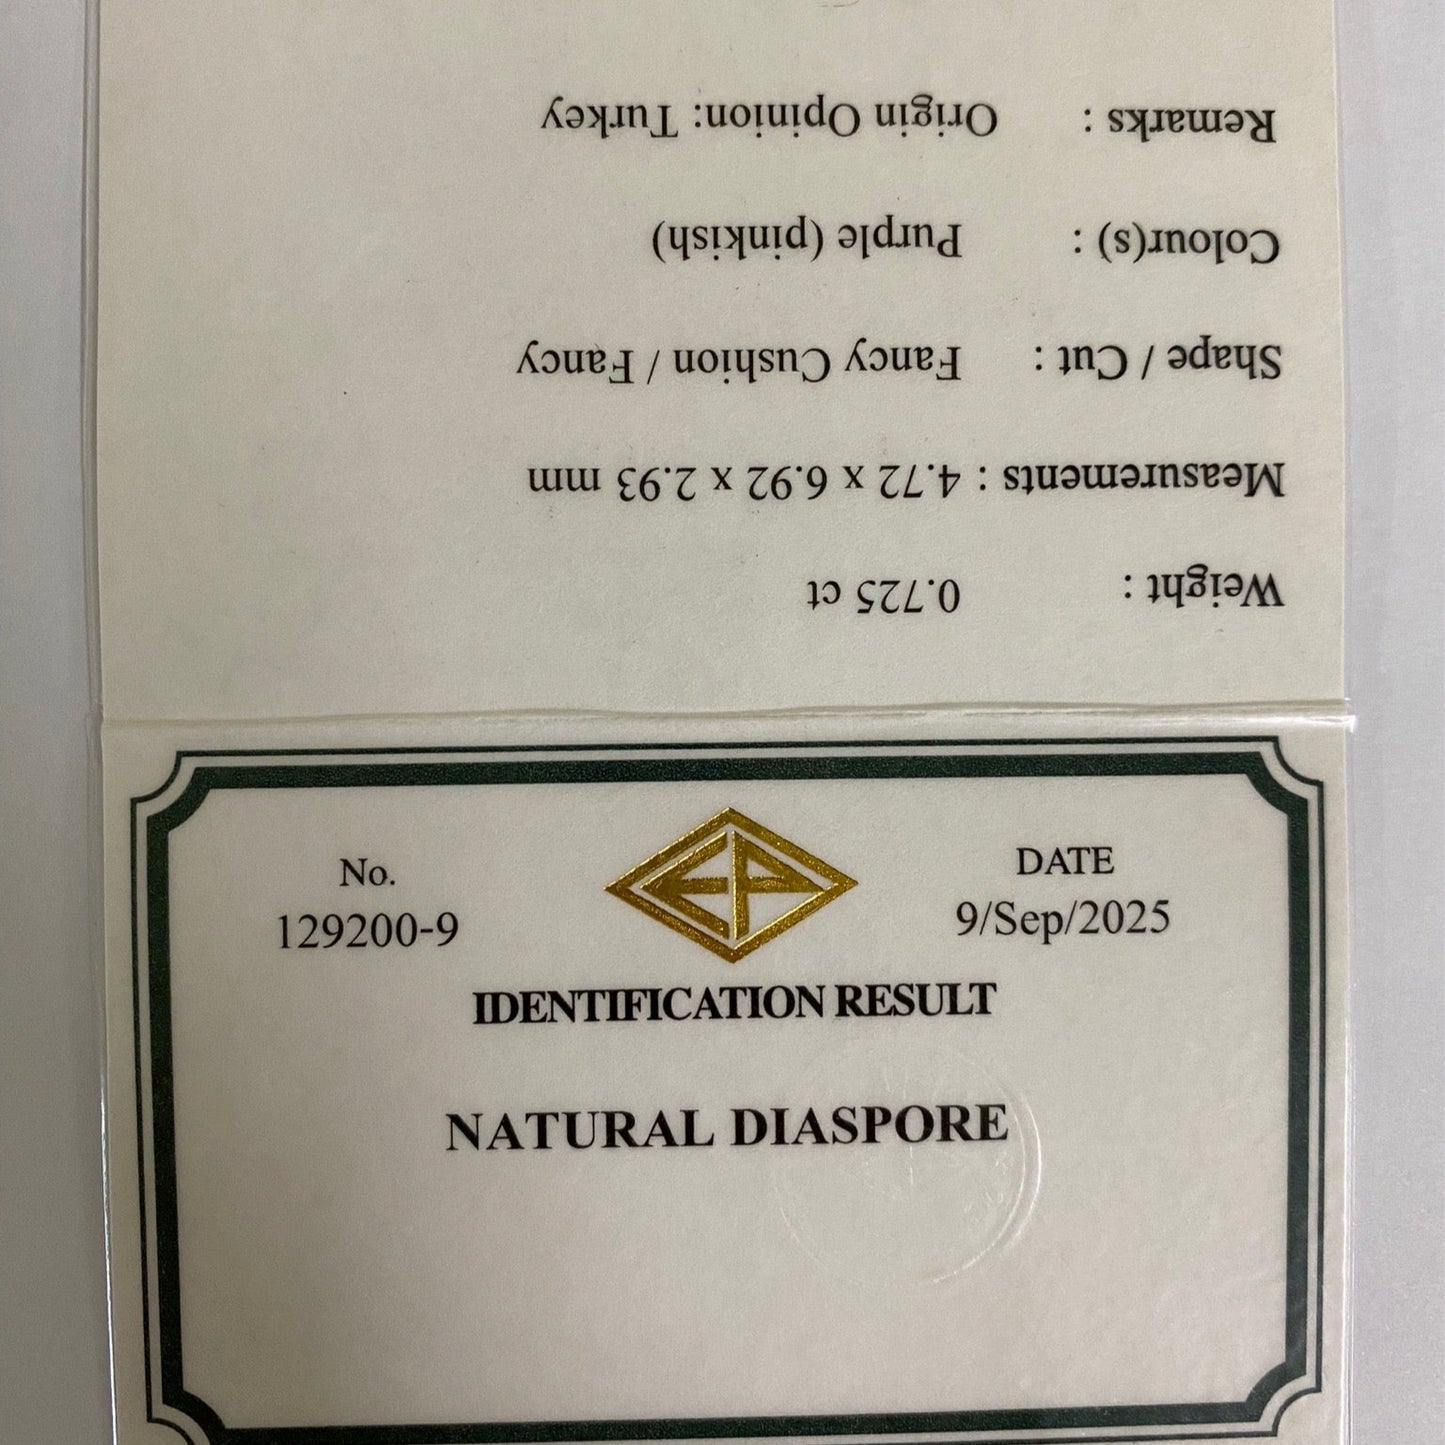 No.
129200-9
DATE
9/Sep/2025
IDENTIFICATION RESULT
NATURAL DIASPORE
Weight : 0.725 ct
Measurements : 4.72 x 6.92 x 2.93 mm
Shape / Cut : Fancy Cushion / Fancy
Colour(s) : Purple (pinkish)
Remarks : Origin Opinion: Turkey